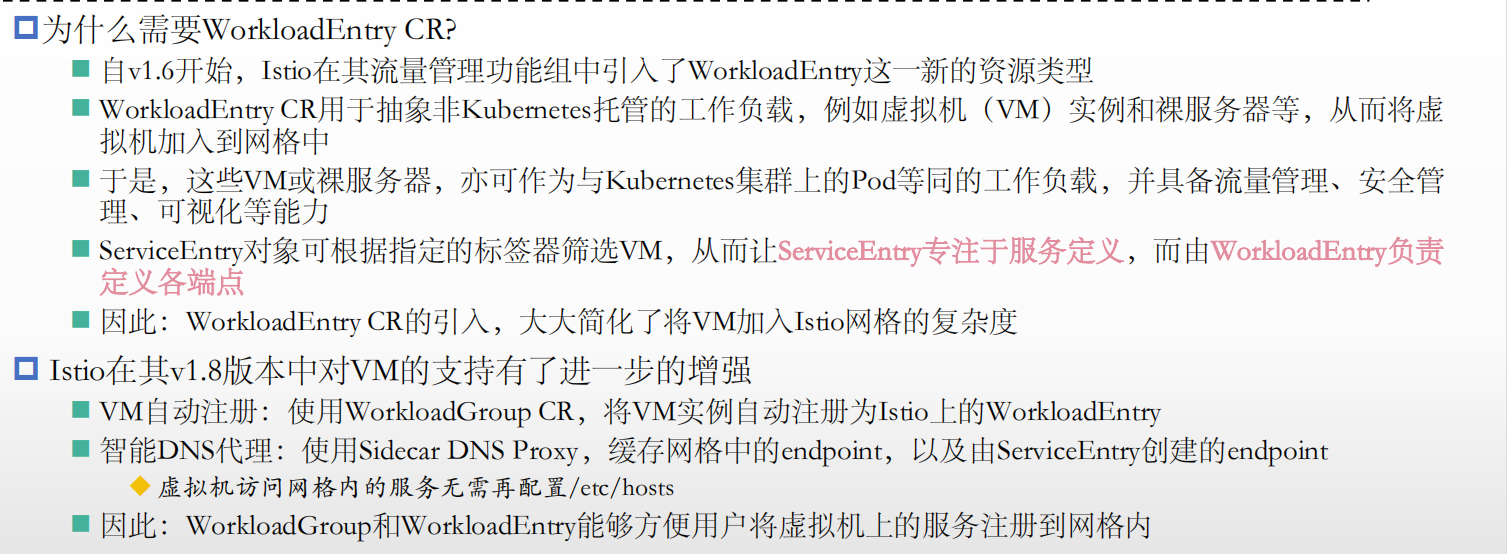 为什么需要WorkloadEntry CR?
自v1.6开始，Istio在其流量管理功能组中引入了WorkloadEntry这一新的资源类型
WorkloadEntry CR用于抽象非Kubernetes托管的工作负载，例如虚拟机（VM）实例和裸服务器等，从而将虚
拟机加入到网格中
于是，这些VM或裸服务器，亦可作为与Kubernetes集群上的Pod等同的工作负载，并具备流量管理、安全管
理、可视化等能力
ServiceEntry对象可根据指定的标签器筛选VM，从而让ServiceEntry专注于服务定义，而由WorkloadEntry负责
定义各端点
因此：WorkloadEntry CR的引入，大大简化了将VM加入Istio网格的复杂度
Istio在其v1.8版本中对VM的支持有了进一步的增强
VM自动注册：使用WorkloadGroup CR，将VM实例自动注册为Istio上的WorkloadEntry
智能DNS代理：使用Sidecar DNS Proxy，缓存网格中的endpoint，以及由ServiceEntry创建的endpoint
虚拟机访问网格内的服务无需再配置/etc/hosts
因此：WorkloadGroup和WorkloadEntry能够方便用户将虚拟机上的服务注册到网格内